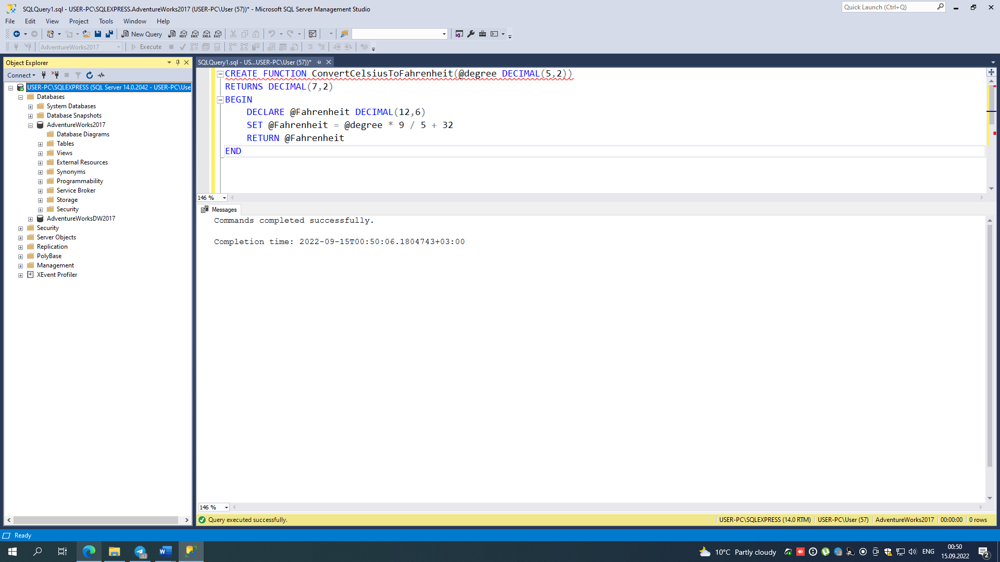 SQLQuery1.sql - USER-PC\SQLEXPRESS.AdventureWorks2017 (USER-PC\User (57))* - Microsoft SQL Server Management Studio
Quick Launch (Ctrl+Q)
File Edit View Project Tools Window Help
New Query MDX DMX XMLA DAX
AdventureWorks2017 Execute
Object Explorer
Connect
USER-PC\SQLEXPRESS (SQL Server 14.0.2042 - USER-PC\Use
Databases
System Databases
Database Snapshots
AdventureWorks2017
Database Diagrams
Tables
Views
External Resources
Synonyms
Programmability
Service Broker
Storage
Security
AdventureWorksDW2017
Security
Server Objects
Replication
PolyBase
Management
XEvent Profiler
SQLQuery1.sql - US...USER-PC\User (57))*
CREATE FUNCTION ConvertCelsiusToFahrenheit(@degree DECIMAL(5,2))
RETURNS DECIMAL(7,2)
BEGIN
DECLARE @Fahrenheit DECIMAL(12,6)
SET @Fahrenheit = @degree * 9 / 5 + 32
RETURN @Fahrenheit
END
146 %
Messages
Commands completed successfully.
Completion time: 2022-09-15T00:50:06.1804743+03:00
146 %
Query executed successfully.
USER-PC\SQLEXPRESS (14.0 RTM) USER-PC\User (57) AdventureWorks2017 00:00:00 0 rows
Ready
.02
10°C Partly cloudy
ENG
00:50
15.09.2022
2